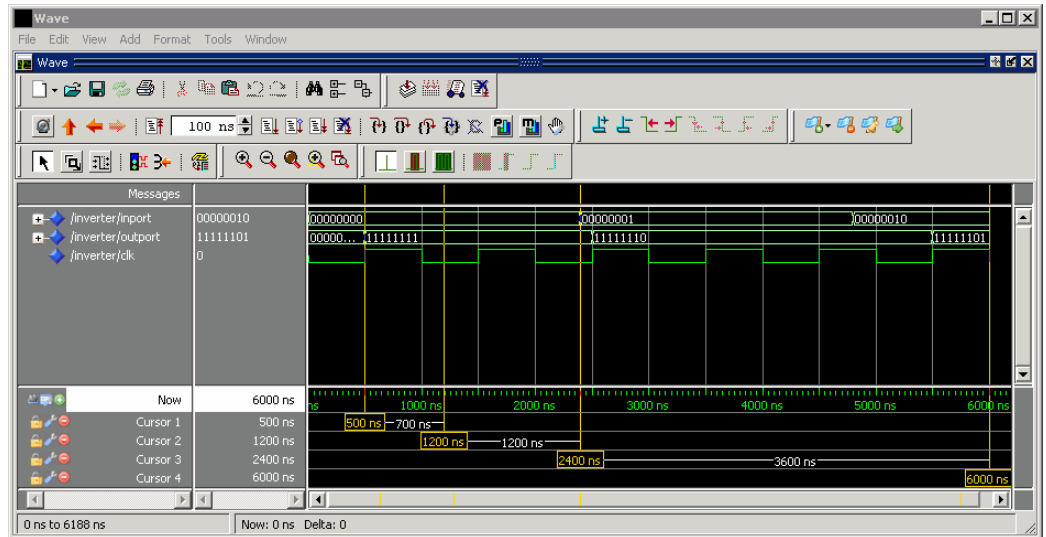 Wave
File Edit View Add Format Tools Window
Wave
100 ns
Messages
/inverter/inport 00000010 00000000 00000001 00000010
/inverter/outport 11111101 00000... 11111111 11111110 11111101
/inverter/clk 0
Now 6000 ns ns 1000 ns 2000 ns 3000 ns 4000 ns 5000 ns 6000 ns
Cursor 1 500 ns 500 ns 700 ns
Cursor 2 1200 ns 1200 ns 1200 ns
Cursor 3 2400 ns 2400 ns 3600 ns
Cursor 4 6000 ns 6000 ns
0 ns to 6188 ns Now: 0 ns Delta: 0